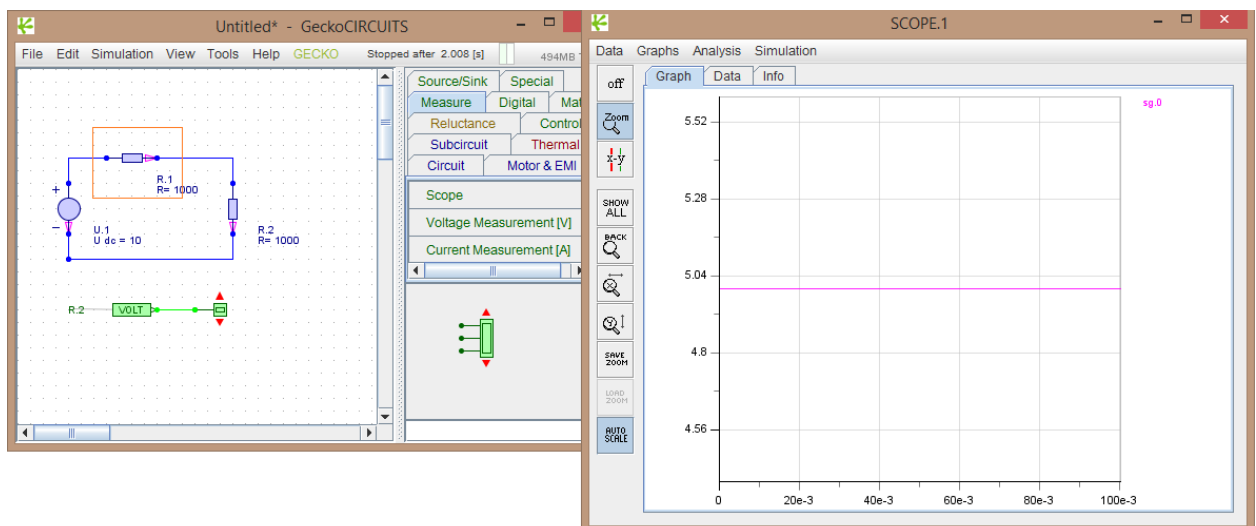 Untitled* - GeckoCIRCUITS
File Edit Simulation View Tools Help GECKO Stopped after 2.008 [s] 494MB
Source/Sink Special
Measure Digital Mat
Reluctance Control
Subcircuit Thermal
Circuit Motor & EMI
Scope
Voltage Measurement [V]
Current Measurement [A]
R.1
R= 1000
+
−
U.1
U dc = 10
R.2
R= 1000
R.2 VOLT
SCOPE.1
Data Graphs Analysis Simulation
Graph Data Info
off
Zoom
x-y
SHOW
ALL
BACK
X
Y
SAVE
ZOOM
LOAD
ZOOM
AUTO
SCALE
sg.0
5.52
5.28
5.04
4.8
4.56
0 20e-3 40e-3 60e-3 80e-3 100e-3